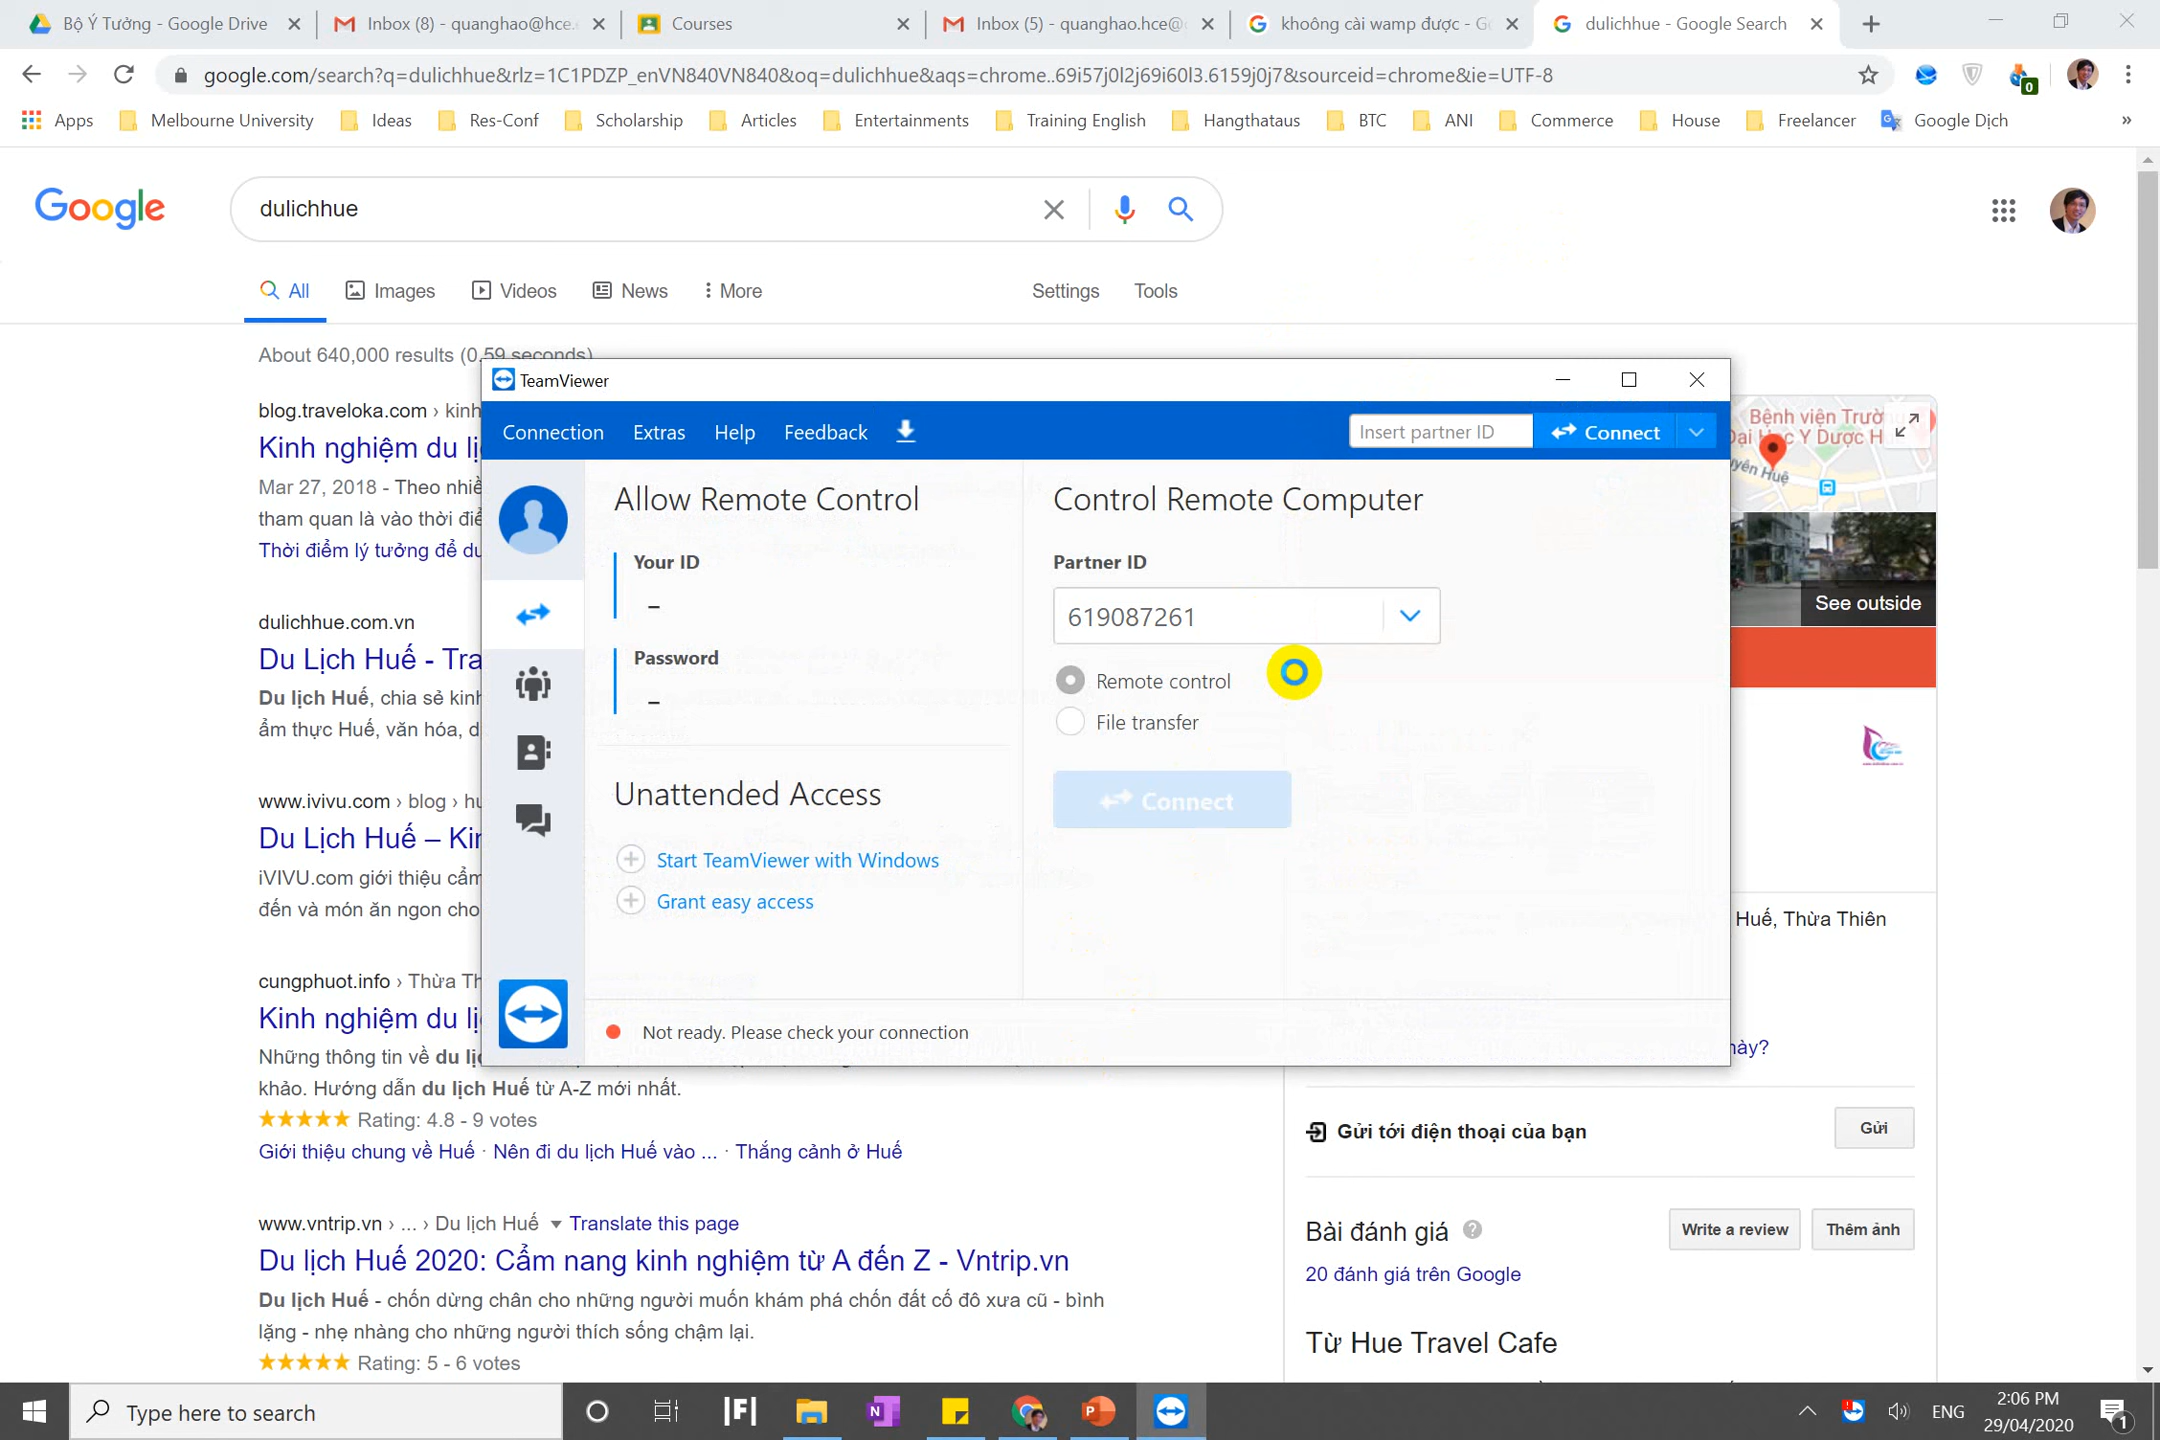 Bộ Ý Tưởng - Google Drive
Inbox (8) - quanghao@hce.
Courses
Inbox (5) - quanghao.hce@
khoông cài wamp được - Go
dulichhue - Google Search
google.com/search?q=dulichhue&rlz=1C1PDZP_enVN840VN840&oq=dulichhue&aqs=chrome..69i57j0l2j69i60l3.6159j0j7&sourceid=chrome&ie=UTF-8
0
Apps
Melbourne University
Ideas
Res-Conf
Scholarship
Articles
Entertainments
Training English
Hangthataus
BTC
ANI
Commerce
House
Freelancer
Google Dịch
»
Google
dulichhue
All
Images
Videos
News
More
Settings
Tools
About 640,000 results (0.59 seconds)
blog.traveloka.com › kinh
Kinh nghiệm du lị
Mar 27, 2018 - Theo nhiề
tham quan là vào thời điể
Thời điểm lý tưởng để du
dulichhue.com.vn
Du Lịch Huế - Tra
Du lịch Huế, chia sẻ kinh
ẩm thực Huế, văn hóa, d
www.ivivu.com › blog › hu
Du Lịch Huế – Kin
iVIVU.com giới thiệu cẩm
đến và món ăn ngon cho
cungphuot.info › Thừa Th
Kinh nghiệm du lị
Những thông tin về du lịc
khảo. Hướng dẫn du lịch Huế từ A-Z mới nhất.
Rating: 4.8 - 9 votes
Giới thiệu chung về Huế · Nên đi du lịch Huế vào ... · Thắng cảnh ở Huế
www.vntrip.vn › ... › Du lịch Huế ▼ Translate this page
Du lịch Huế 2020: Cẩm nang kinh nghiệm từ A đến Z - Vntrip.vn
Du lịch Huế - chốn dừng chân cho những người muốn khám phá chốn đất cố đô xưa cũ - bình
lặng - nhẹ nhàng cho những người thích sống chậm lại.
Rating: 5 - 6 votes
TeamViewer
Connection
Extras
Help
Feedback
Insert partner ID
Connect
Allow Remote Control
Your ID
–
Password
–
Unattended Access
Start TeamViewer with Windows
Grant easy access
Control Remote Computer
Partner ID
619087261
Remote control
File transfer
Connect
Not ready. Please check your connection
Bệnh viện Trườ
Đại Học Y Dược H
uyên Huệ
See outside
Huế, Thừa Thiên
này?
Gửi tới điện thoại của bạn
Gửi
Bài đánh giá
Write a review
Thêm ảnh
20 đánh giá trên Google
Từ Hue Travel Cafe
Type here to search
ENG
2:06 PM
29/04/2020
1